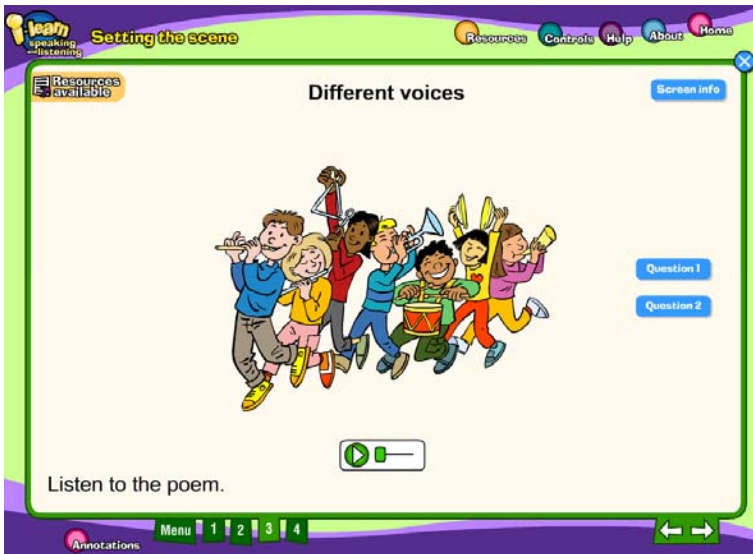 i-learn
speaking
and listening
Setting the scene
Resources
Controls
Help
About
Home
Resources
available
Different voices
Screen info
Question 1
Question 2
Listen to the poem.
Menu 1 2 3 4
Annotations